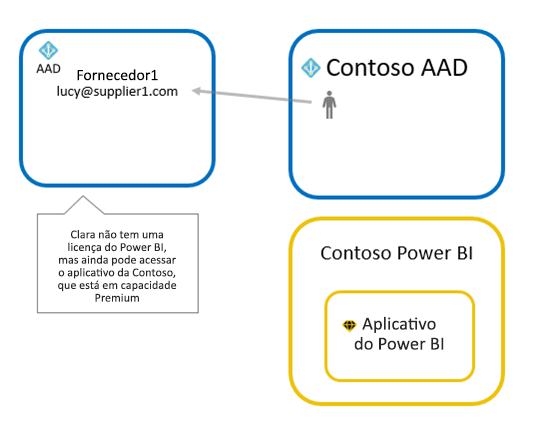 AAD
Fornecedor1
lucy@supplier1.com
Contoso AAD
Clara não tem uma
licença do Power BI,
mas ainda pode acessar
o aplicativo da Contoso,
que está em capacidade
Premium
Contoso Power BI
Aplicativo
do Power BI